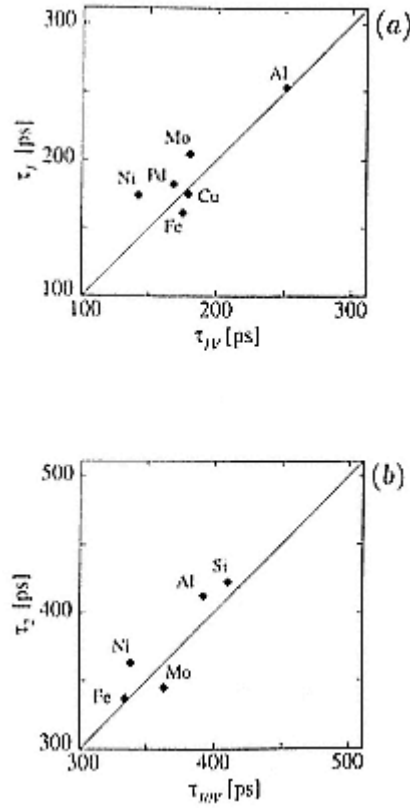 300
(a)
Al
Mo
τ₁ [ps]
200
Ni
Pd
Cu
Fe
100
100
200
300
τ₁ᵥ [ps]
500
(b)
Si
Al
τ₂ [ps]
400
Ni
Mo
Fe
300
300
400
500
[ps]